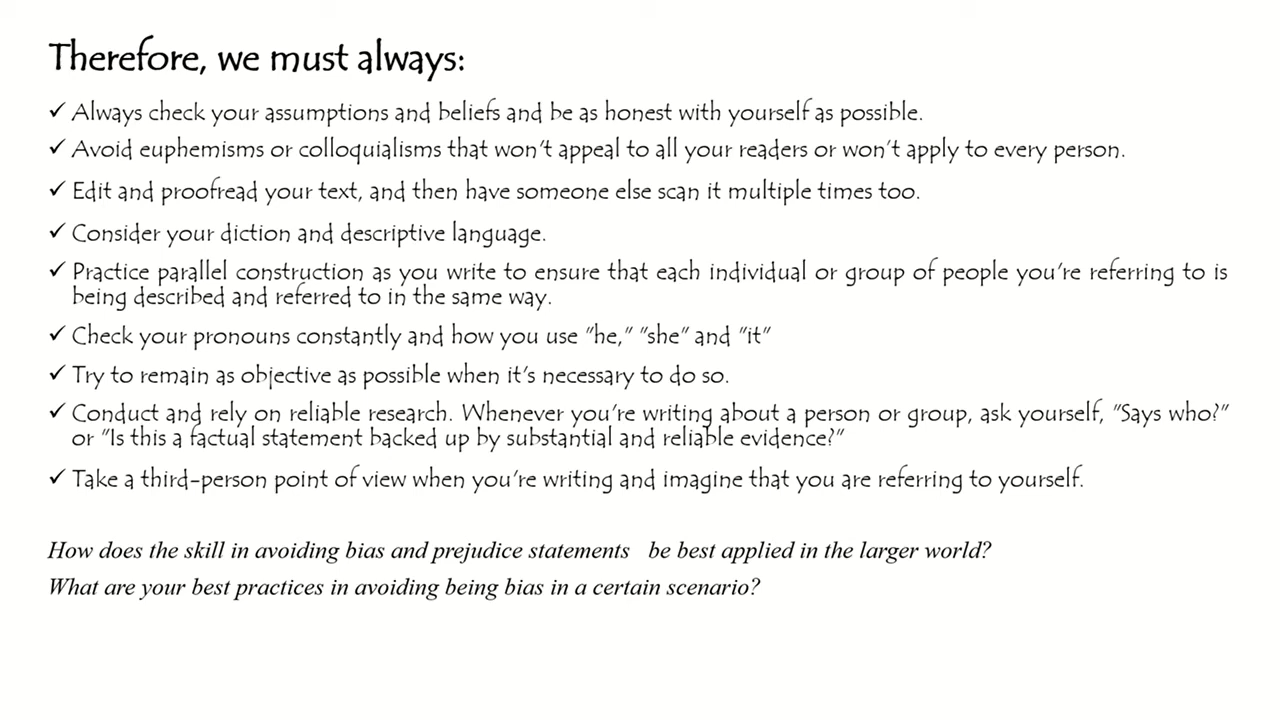 Therefore, we must always:
✓ Always check your assumptions and beliefs and be as honest with yourself as possible.
✓ Avoid euphemisms or colloquialisms that won't appeal to all your readers or won't apply to every person.
✓ Edit and proofread your text, and then have someone else scan it multiple times too.
✓ Consider your diction and descriptive language.
✓ Practice parallel construction as you write to ensure that each individual or group of people you're referring to is
being described and referred to in the same way.
✓ Check your pronouns constantly and how you use "he," "she" and "it"
✓ Try to remain as objective as possible when it's necessary to do so.
✓ Conduct and rely on reliable research. Whenever you're writing about a person or group, ask yourself, "Says who?"
or "Is this a factual statement backed up by substantial and reliable evidence?"
✓ Take a third-person point of view when you're writing and imagine that you are referring to yourself.
How does the skill in avoiding bias and prejudice statements be best applied in the larger world?
What are your best practices in avoiding being bias in a certain scenario?